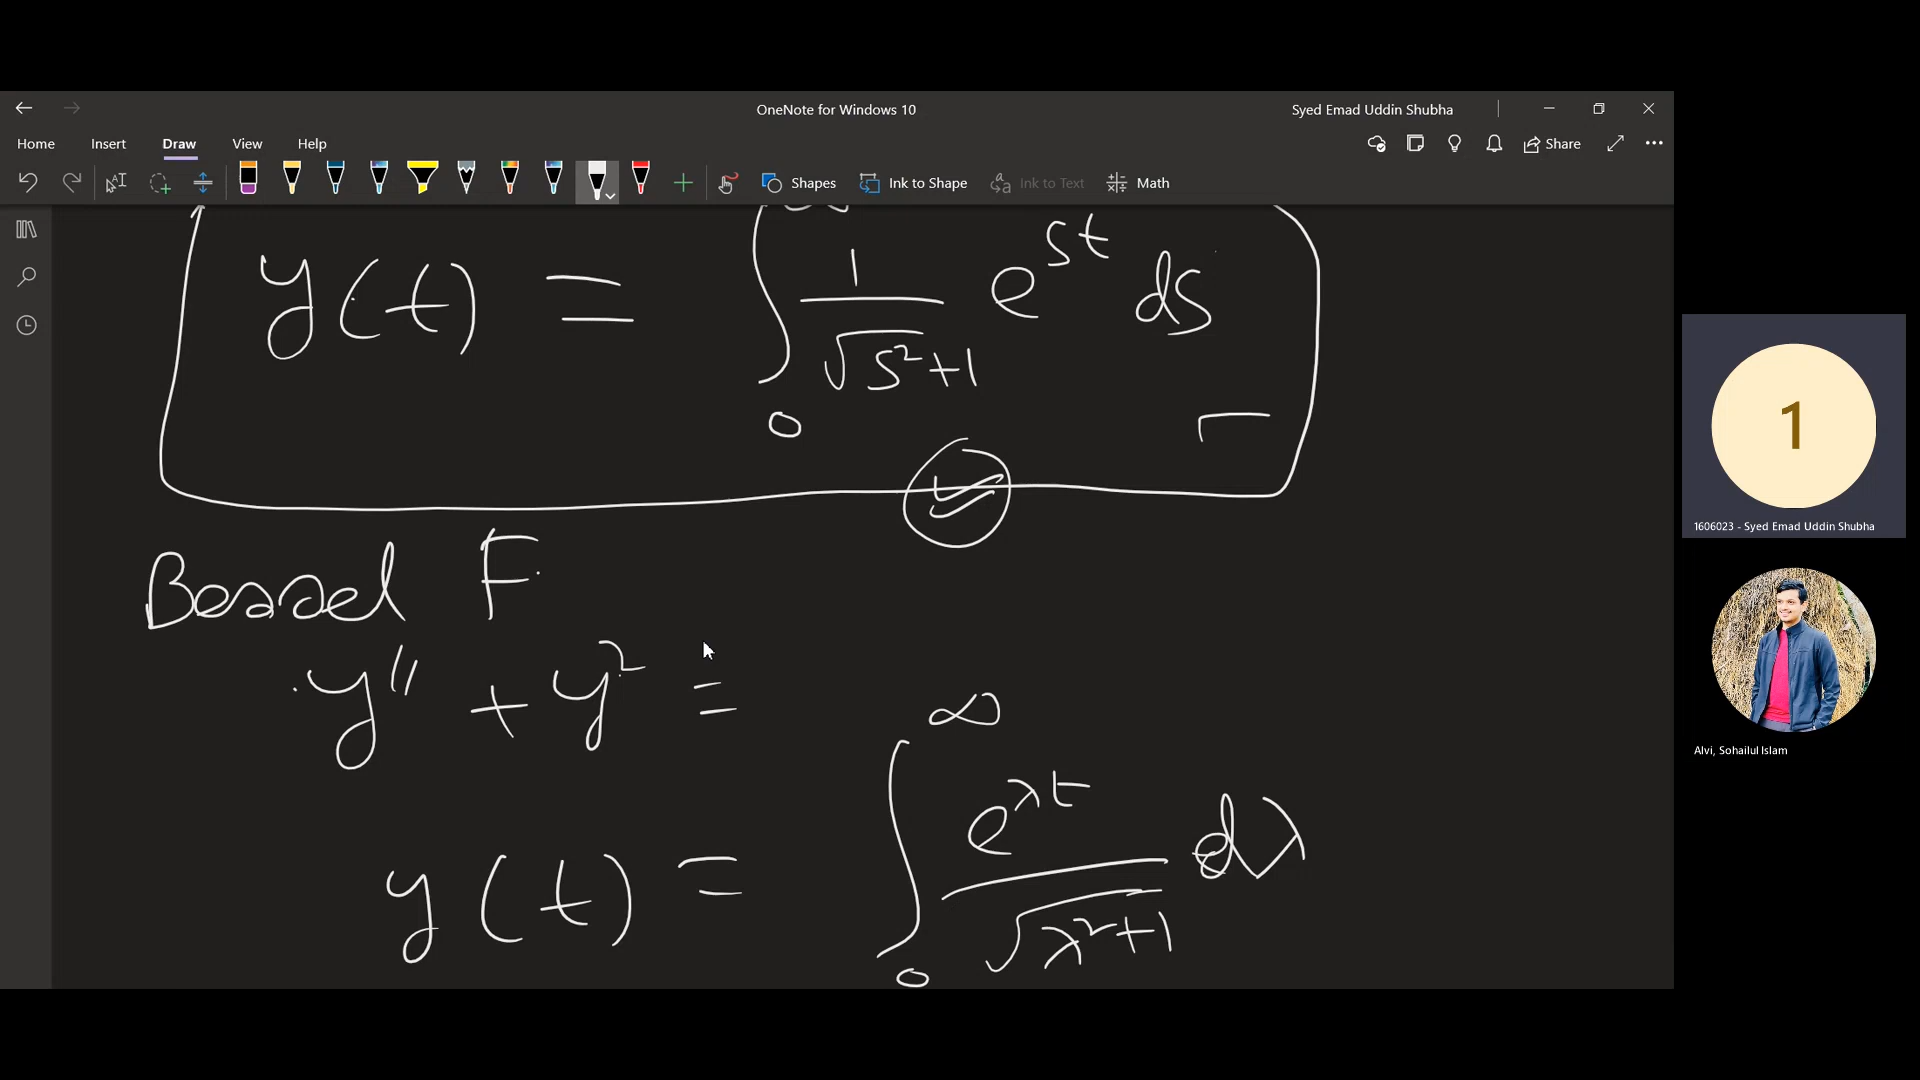 OneNote for Windows 10
Syed Emad Uddin Shubha
Home Insert Draw View Help
Share
Shapes Ink to Shape Ink to Text Math
y(t) = ∫₀ 1/√(s²+1) e^{st} ds
Bessel F
y'' + y² =
y(t) = ∫₀^∞ e^{λt}/√(λ²+1) dλ
1
1606023 - Syed Emad Uddin Shubha
Alvi, Sohailul Islam